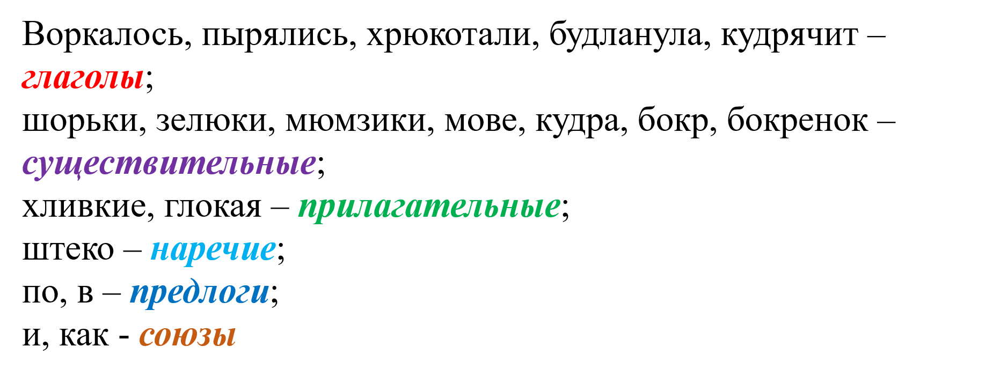 Воркалось, пырялись, хрюкотали, будланула, кудрячит –
глаголы;
шорьки, зелюки, мюмзики, мове, кудра, бокр, бокренок –
существительные;
хливкие, глокая – прилагательные;
штеко – наречие;
по, в – предлоги;
и, как - союзы